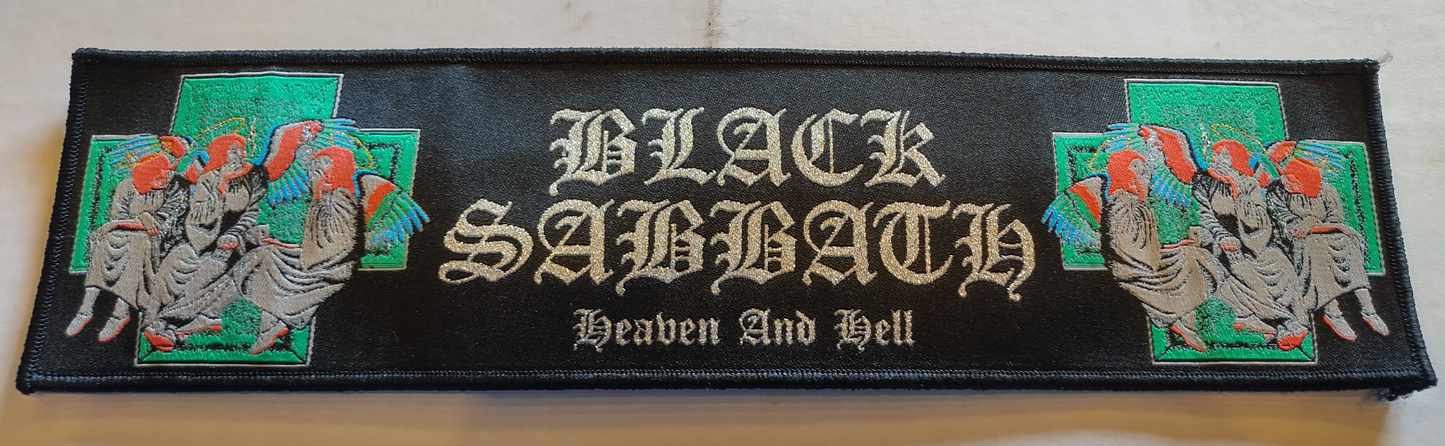 BLACK
SABBATH
Heaven And Hell